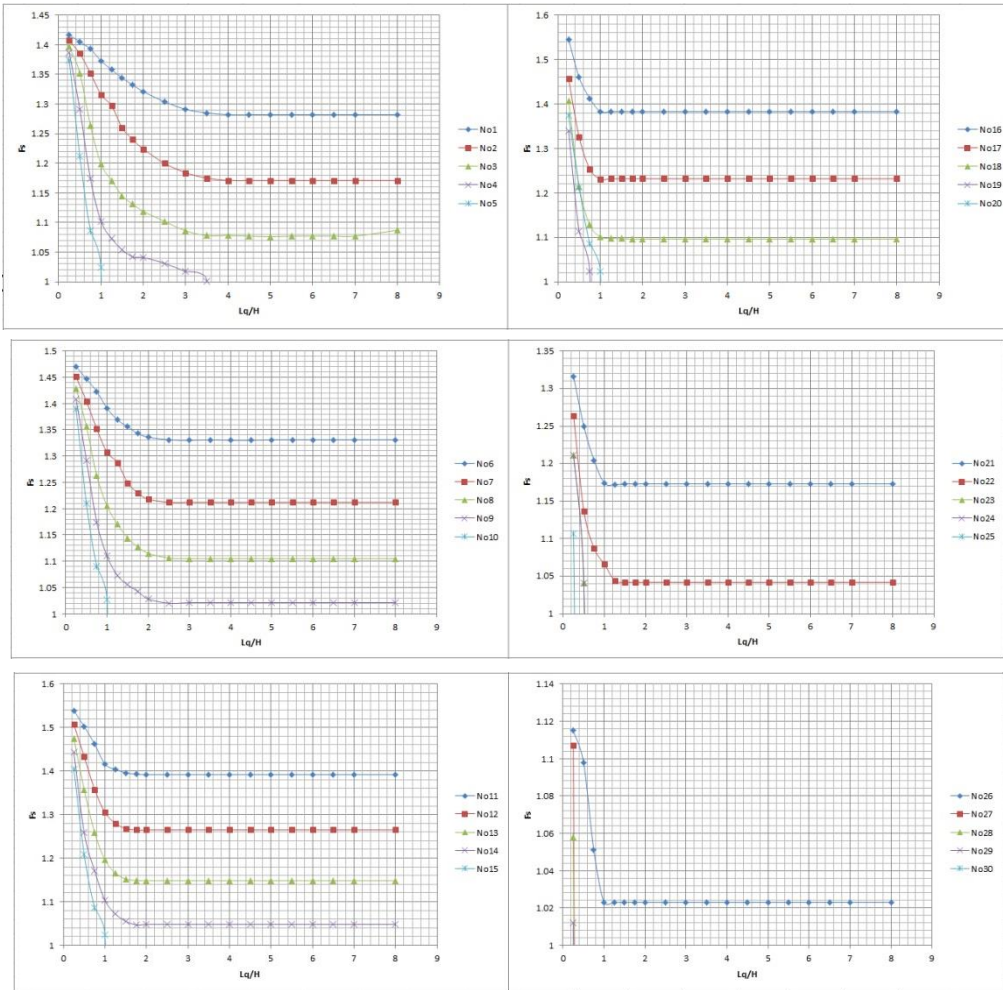 1.45
1.4
1.35
1.3
1.25
1.2
1.15
1.1
1.05
1
Fs
0 1 2 3 4 5 6 7 8 9
Lq/H
No1
No2
No3
No4
No5
1.6
1.5
1.4
1.3
1.2
1.1
1
Fs
0 1 2 3 4 5 6 7 8 9
Lq/H
No16
No17
No18
No19
No20
1.5
1.45
1.4
1.35
1.3
1.25
1.2
1.15
1.1
1.05
1
Fs
0 1 2 3 4 5 6 7 8 9
Lq/H
No6
No7
No8
No9
No10
1.35
1.3
1.25
1.2
1.15
1.1
1.05
1
Fs
0 1 2 3 4 5 6 7 8 9
Lq/H
No21
No22
No23
No24
No25
1.6
1.5
1.4
1.3
1.2
1.1
1
Fs
0 1 2 3 4 5 6 7 8 9
Lq/H
No11
No12
No13
No14
No15
1.14
1.12
1.1
1.08
1.06
1.04
1.02
1
Fs
0 1 2 3 4 5 6 7 8 9
Lq/H
No26
No27
No28
No29
No30